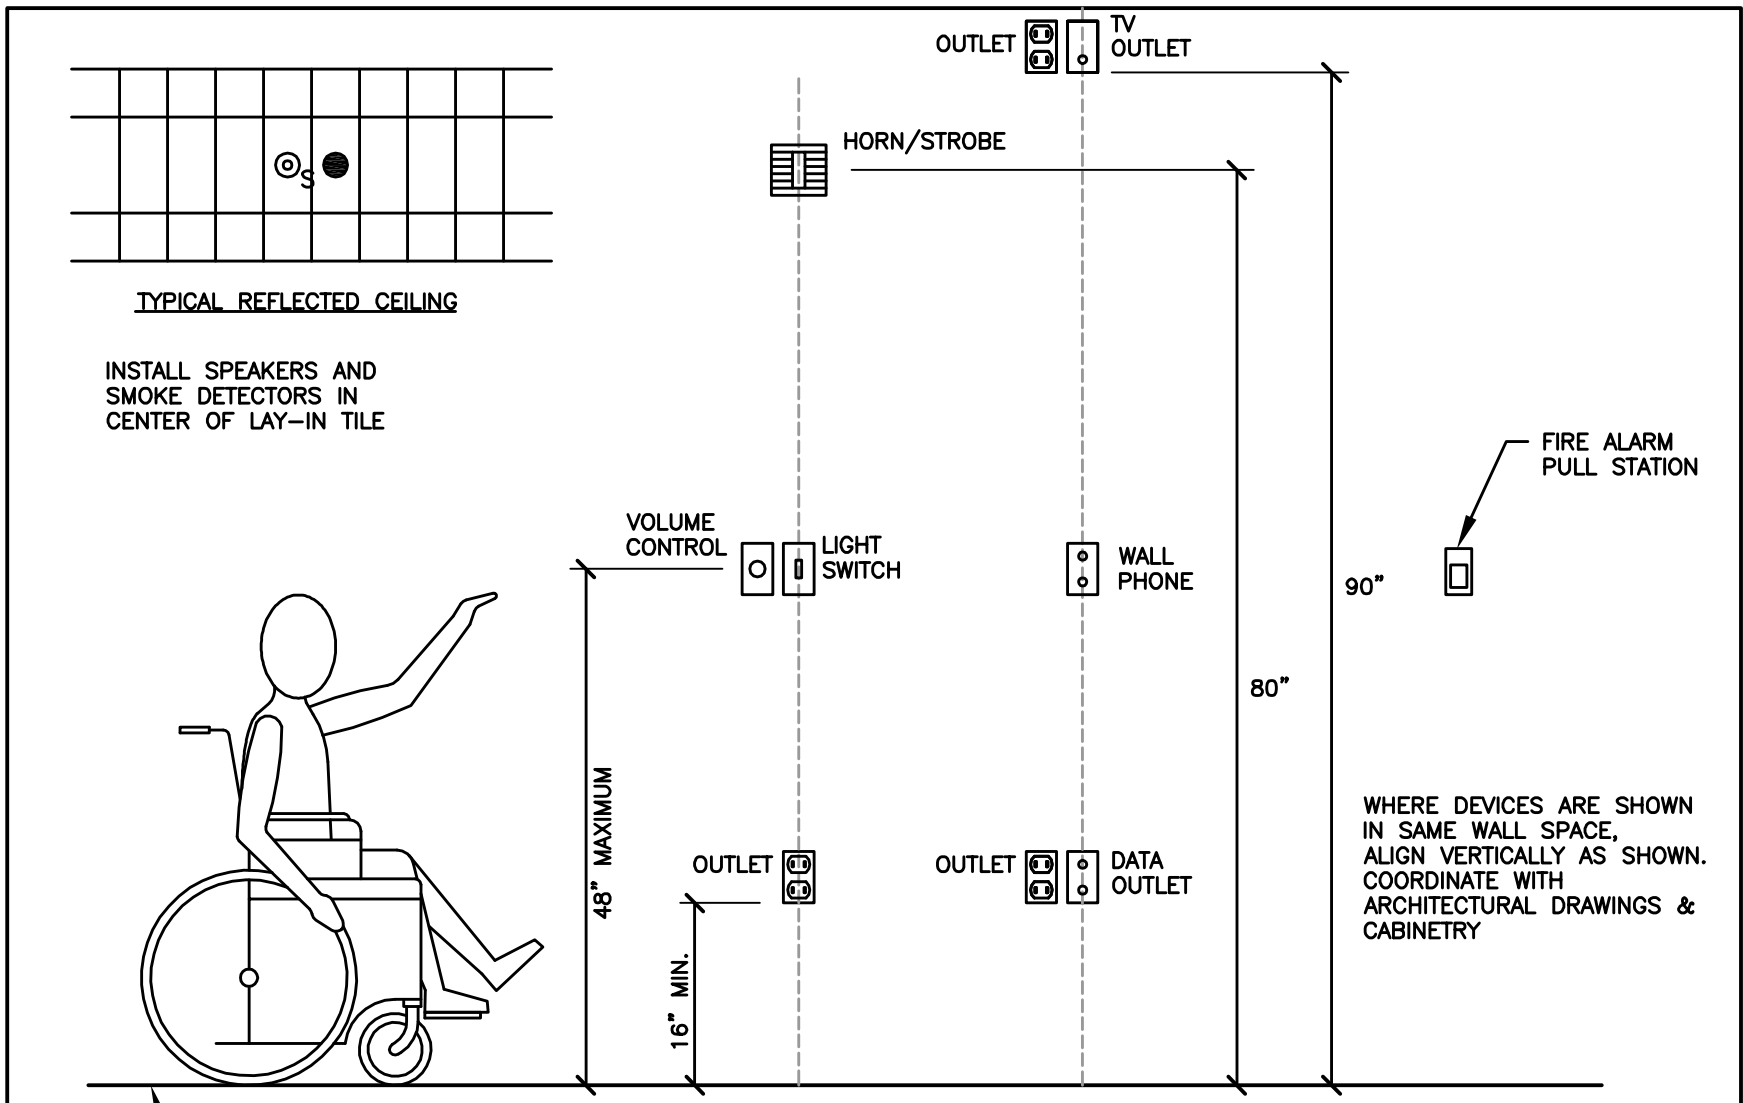 OUTLET
TV
OUTLET
HORN/STROBE
S
TYPICAL REFLECTED CEILING
INSTALL SPEAKERS AND
SMOKE DETECTORS IN
CENTER OF LAY-IN TILE
FIRE ALARM
PULL STATION
VOLUME
CONTROL
LIGHT
SWITCH
WALL
PHONE
90"
80"
48" MAXIMUM
WHERE DEVICES ARE SHOWN
IN SAME WALL SPACE,
ALIGN VERTICALLY AS SHOWN.
COORDINATE WITH
ARCHITECTURAL DRAWINGS &
CABINETRY
OUTLET
OUTLET
DATA
OUTLET
16" MIN.